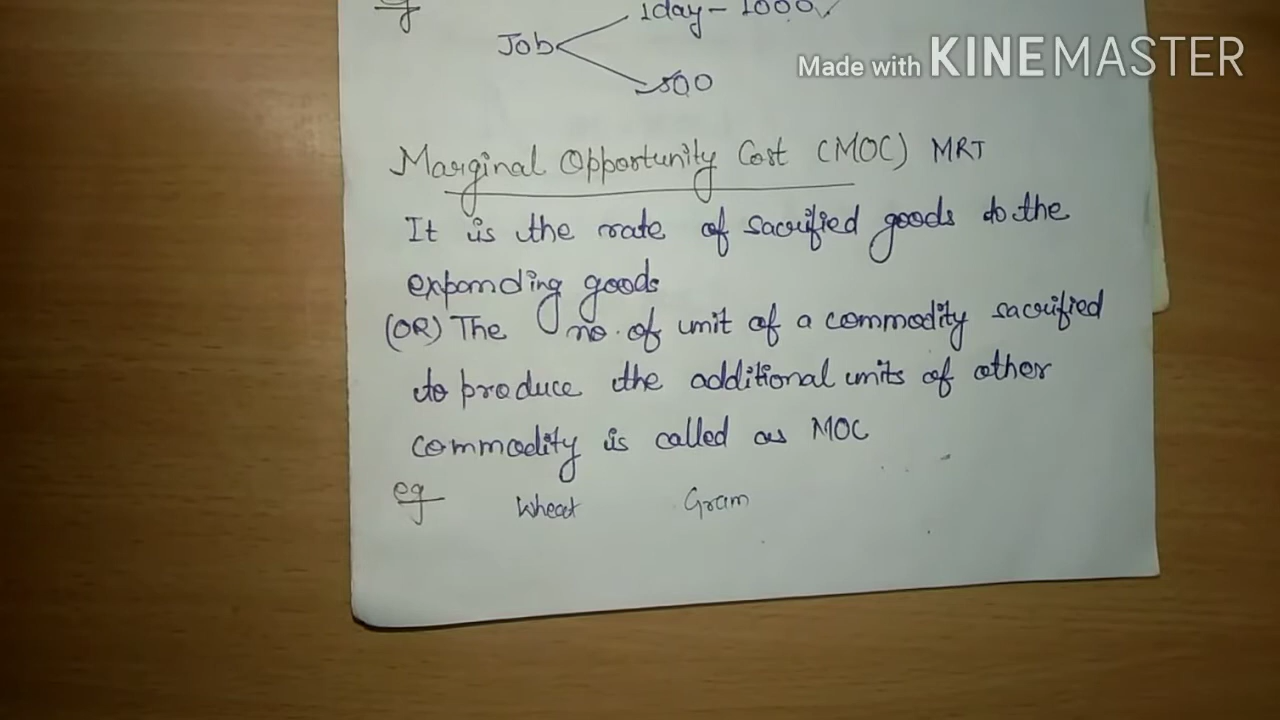 eg
1day - 1000 ✓
Made with KINEMASTER
Job
500
Marginal Opportunity Cost (MOC) MRT
It is the rate of sacrified goods to the
expanding goods
(OR) The no. of unit of a commodity sacrified
to produce the additional units of other
commodity is called as MOC
eg Wheat Gram